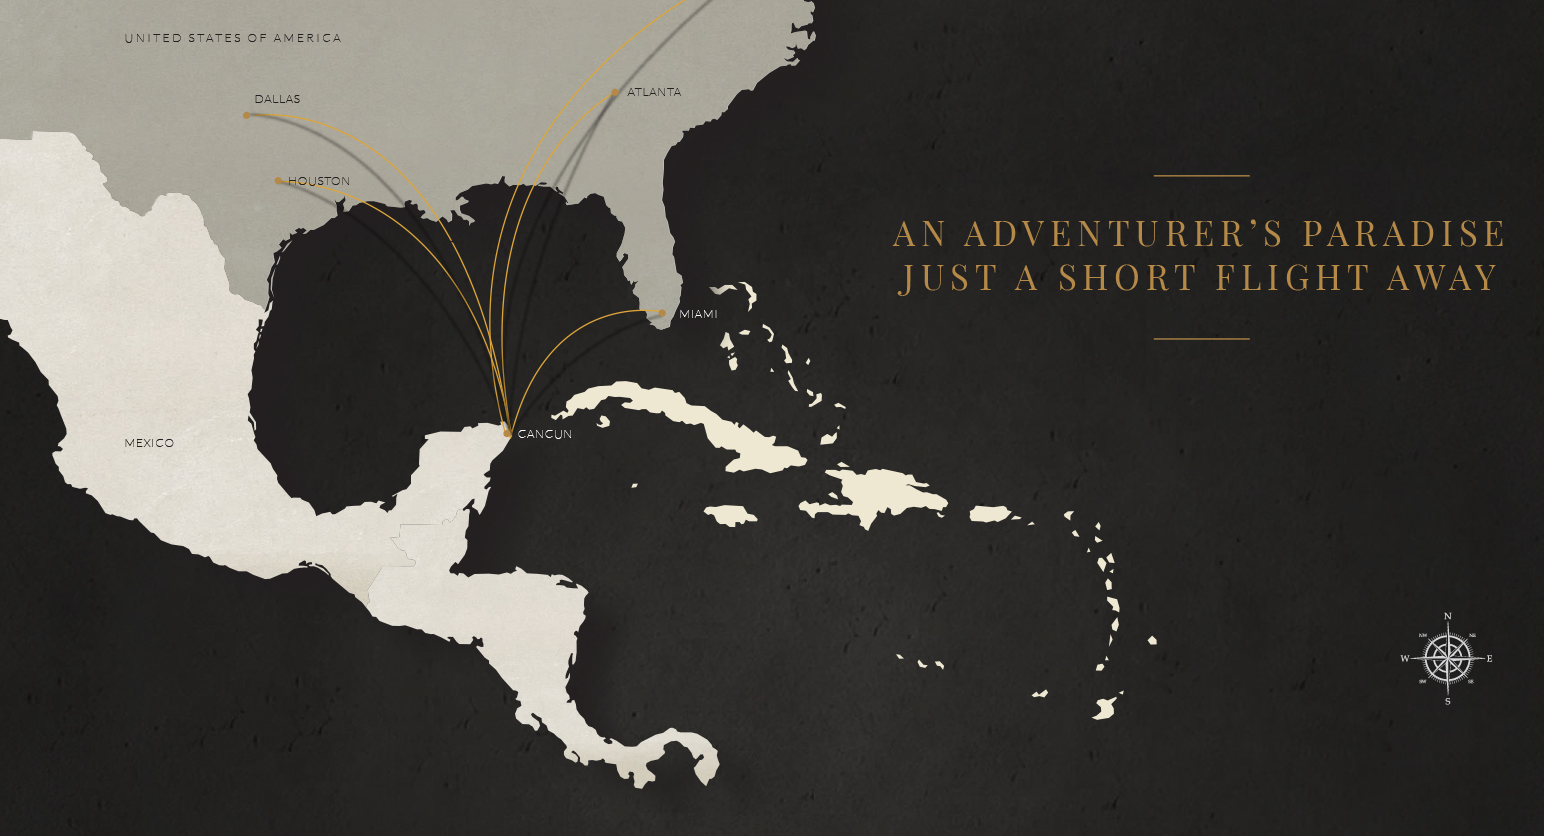 UNITED STATES OF AMERICA
DALLAS
ATLANTA
HOUSTON
AN ADVENTURER’S PARADISE
JUST A SHORT FLIGHT AWAY
MIAMI
CANCUN
MEXICO
N
NW NE
W E
SW SE
S